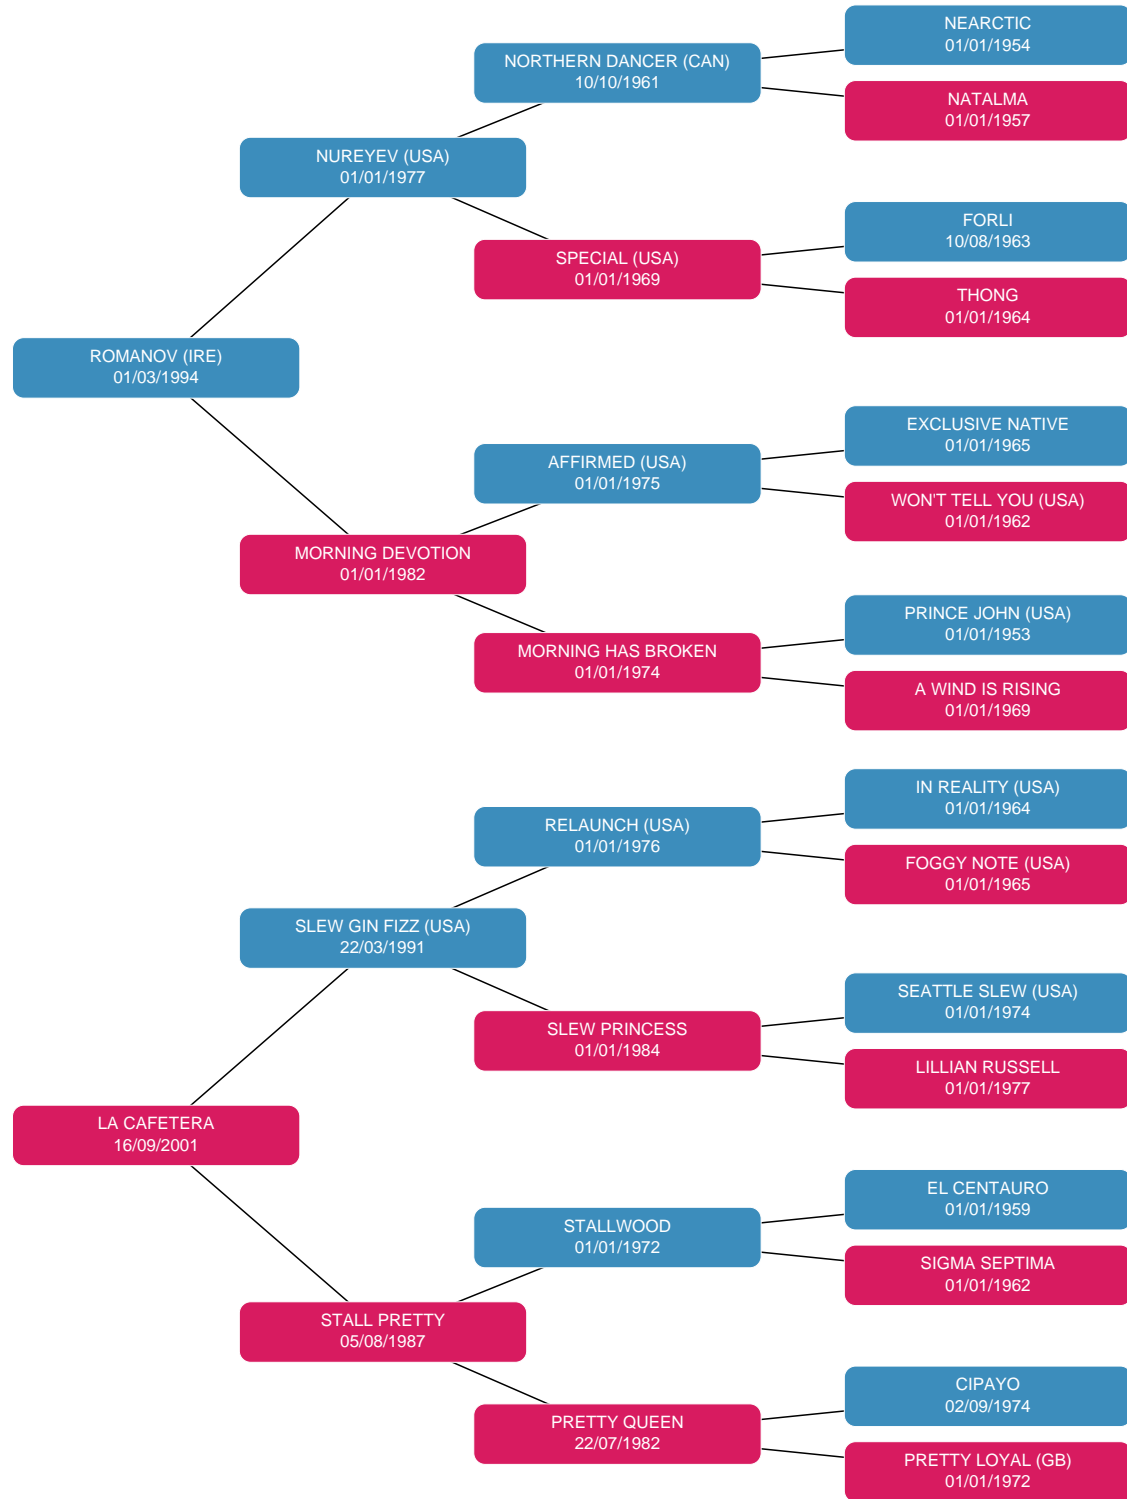 NEARCTIC
01/01/1954
NORTHERN DANCER (CAN)
10/10/1961
NATALMA
01/01/1957
NUREYEV (USA)
01/01/1977
FORLI
10/08/1963
SPECIAL (USA)
01/01/1969
THONG
01/01/1964
ROMANOV (IRE)
01/03/1994
EXCLUSIVE NATIVE
01/01/1965
AFFIRMED (USA)
01/01/1975
WON'T TELL YOU (USA)
01/01/1962
MORNING DEVOTION
01/01/1982
PRINCE JOHN (USA)
01/01/1953
MORNING HAS BROKEN
01/01/1974
A WIND IS RISING
01/01/1969
IN REALITY (USA)
01/01/1964
RELAUNCH (USA)
01/01/1976
FOGGY NOTE (USA)
01/01/1965
SLEW GIN FIZZ (USA)
22/03/1991
SEATTLE SLEW (USA)
01/01/1974
SLEW PRINCESS
01/01/1984
LILLIAN RUSSELL
01/01/1977
LA CAFETERA
16/09/2001
EL CENTAURO
01/01/1959
STALLWOOD
01/01/1972
SIGMA SEPTIMA
01/01/1962
STALL PRETTY
05/08/1987
CIPAYO
02/09/1974
PRETTY QUEEN
22/07/1982
PRETTY LOYAL (GB)
01/01/1972